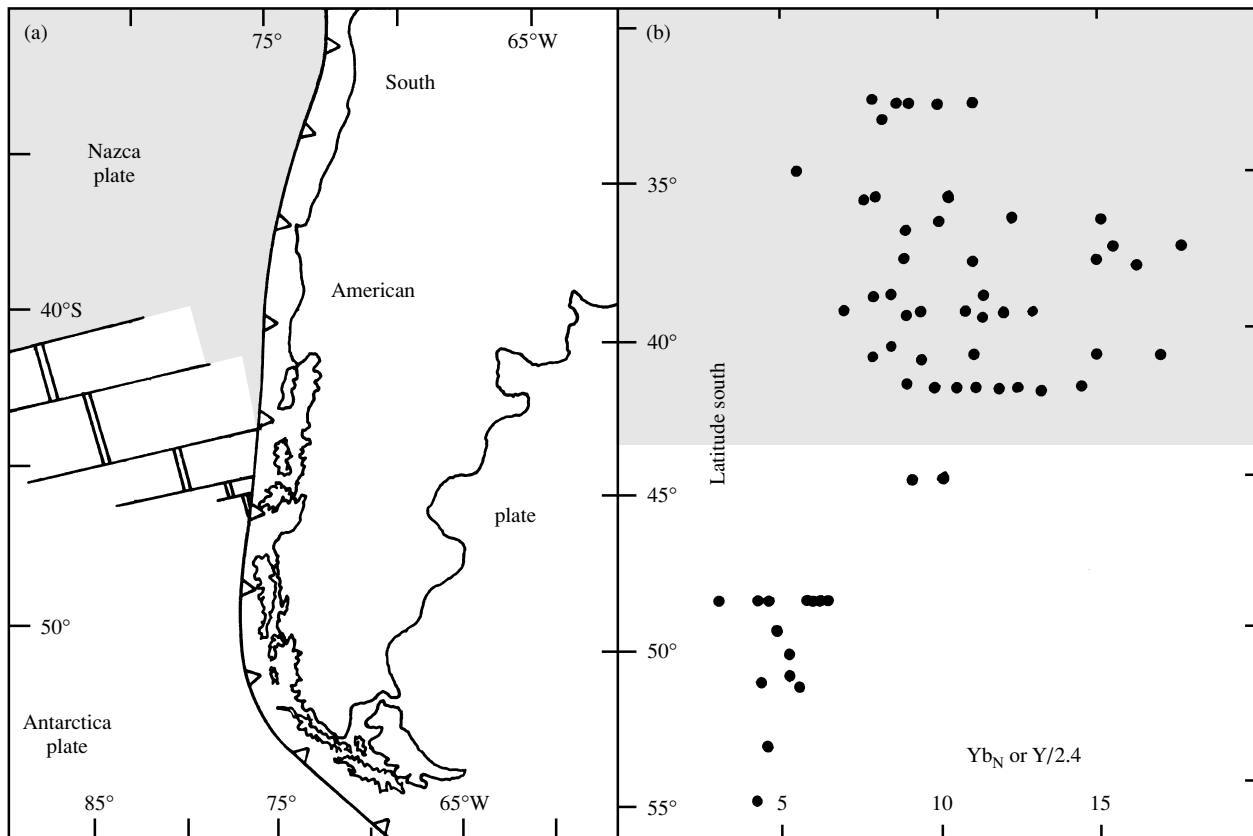 (a)
75°
65°W
South
Nazca
plate
American
40°S
plate
50°
Antarctica
plate
85°
75°
65°W
(b)
35°
40°
Latitude south
45°
50°
Yb_N or Y/2.4
55°
5
10
15